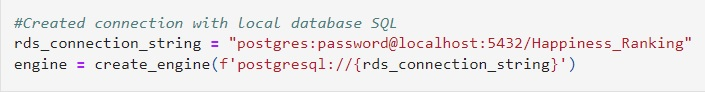 #Created connection with local database SQL
rds_connection_string = "postgres:password@localhost:5432/Happiness_Ranking"
engine = create_engine(f'postgresql://{rds_connection_string}')